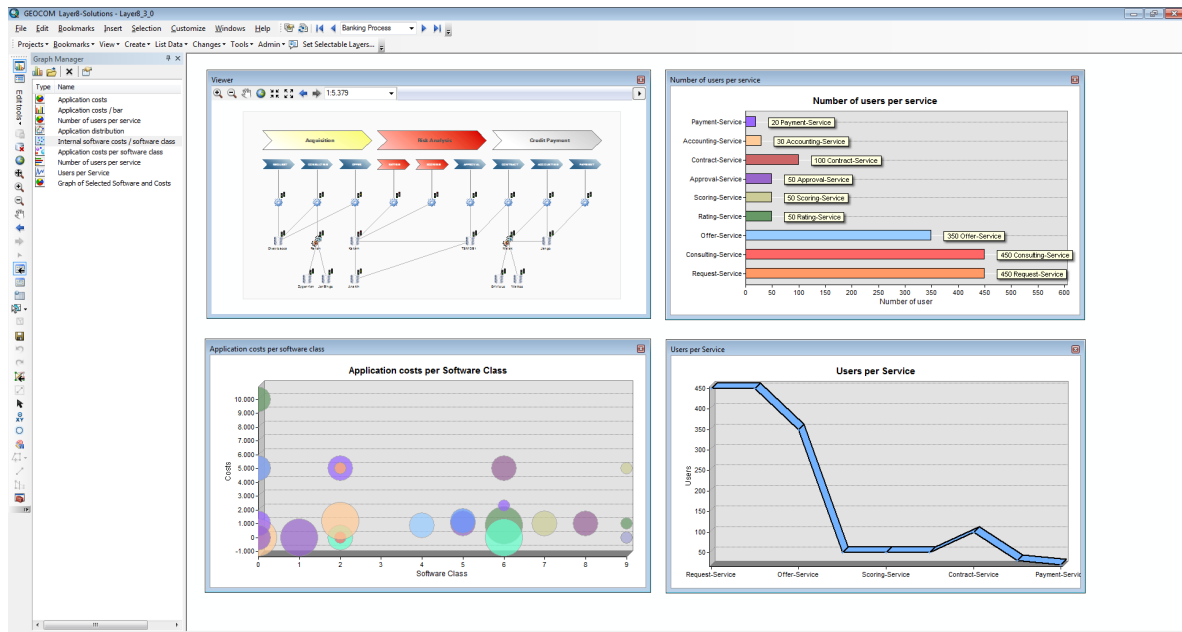 GEOCOM Layer8-Solutions - Layer8_3_0
File Edit Bookmarks Insert Selection Customize Windows Help Banking Process
Projects Bookmarks View Create List Data Changes Tools Admin Set Selectable Layers...
Graph Manager
Type Name
Application costs
Application costs / bar
Number of users per service
Application distribution
Internal software costs / software class
Application costs per software class
Number of users per service
Users per Service
Graph of Selected Software and Costs
Edit tools
Viewer
1:5.379
Acquisition Risk Analysis Credit Payment
Number of users per service
Number of users per service
Payment-Service 20 Payment-Service
Accounting-Service 30 Accounting-Service
Contract-Service 100 Contract-Service
Approval-Service 50 Approval-Service
Scoring-Service 50 Scoring-Service
Rating-Service 50 Rating-Service
Offer-Service 350 Offer-Service
Consulting-Service 450 Consulting-Service
Request-Service 450 Request-Service
0 50 100 150 200 250 300 350 400 450 500 550 600
Number of user
Application costs per software class
Application costs per Software Class
10.000
9.000
8.000
7.000
6.000
5.000
4.000
3.000
2.000
1.000
0
-1.000
Costs
0 1 2 3 4 5 6 7 8 9
Software Class
Users per Service
Users per Service
450
400
350
300
250
200
150
100
50
Users
Request-Service Offer-Service Scoring-Service Contract-Service Payment-Servic